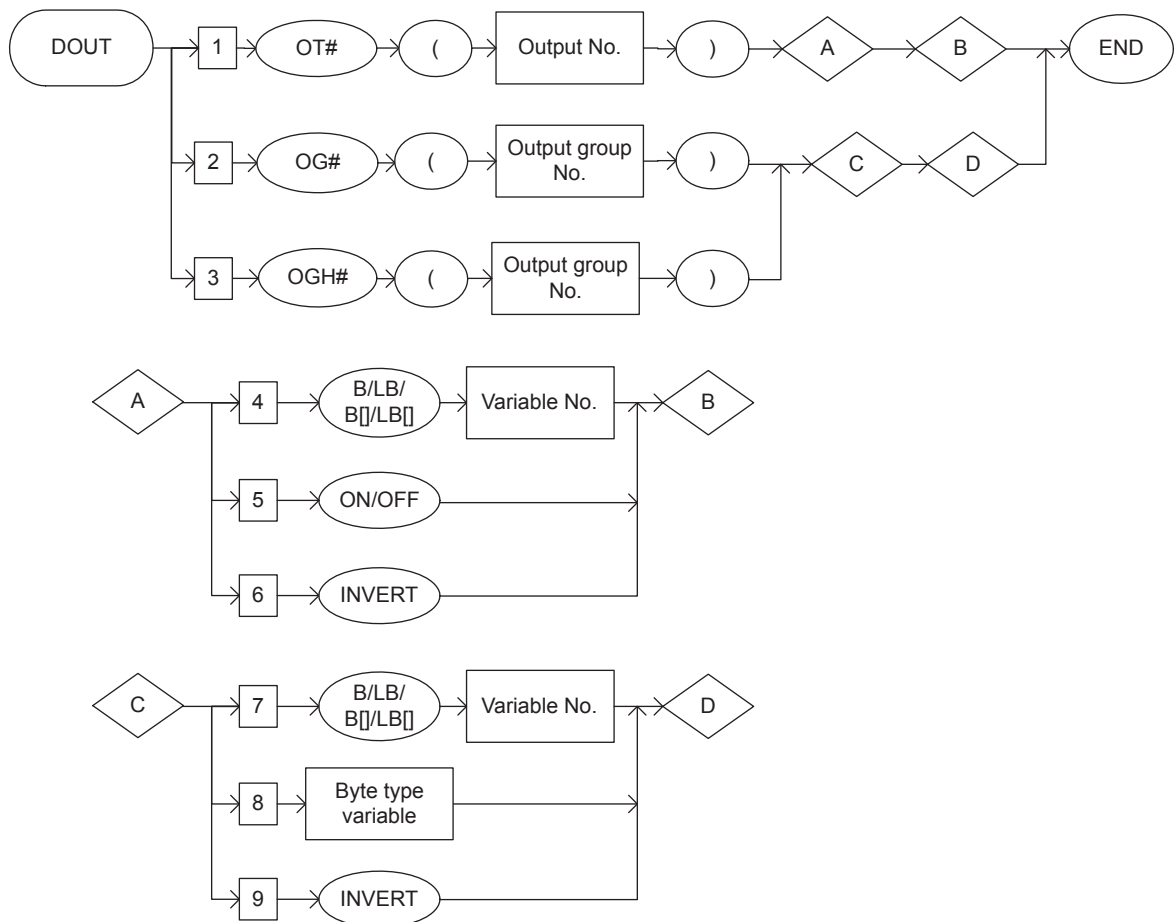 DOUT 1 OT# ( Output No. ) A B END
2 OG# ( Output group
No. ) C D
3 OGH# ( Output group
No. )
A 4 B/LB/
B[]/LB[] Variable No. B
5 ON/OFF
6 INVERT
C 7 B/LB/
B[]/LB[] Variable No. D
8 Byte type
variable
9 INVERT